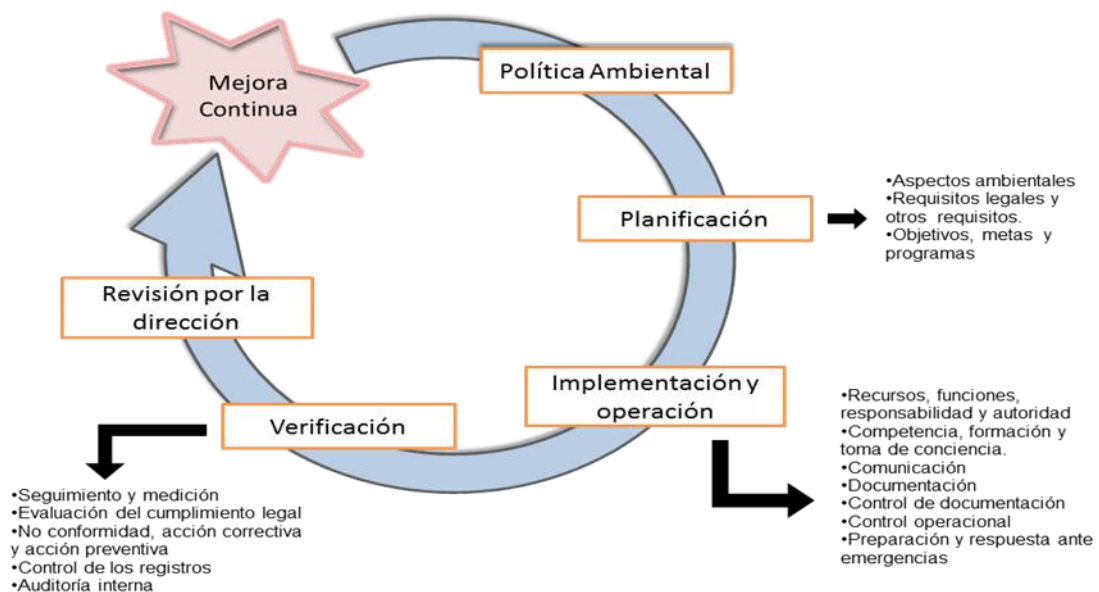 Mejora
Continua
Política Ambiental
Planificación
•Aspectos ambientales
•Requisitos legales y
otros requisitos.
•Objetivos, metas y
programas
Implementación y
operación
•Recursos, funciones,
responsabilidad y autoridad
•Competencia, formación y
toma de conciencia.
•Comunicación
•Documentación
•Control de documentación
•Control operacional
•Preparación y respuesta ante
emergencias
Verificación
•Seguimiento y medición
•Evaluación del cumplimiento legal
•No conformidad, acción correctiva
y acción preventiva
•Control de los registros
•Auditoría interna
Revisión por la
dirección